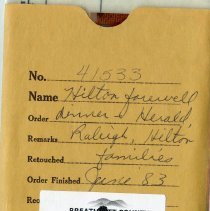 No. 41533
Name Hilton farewell
Order dinner - Herald,
Remarks Raleigh, Hilton
Retouched families
Order Finished June '83